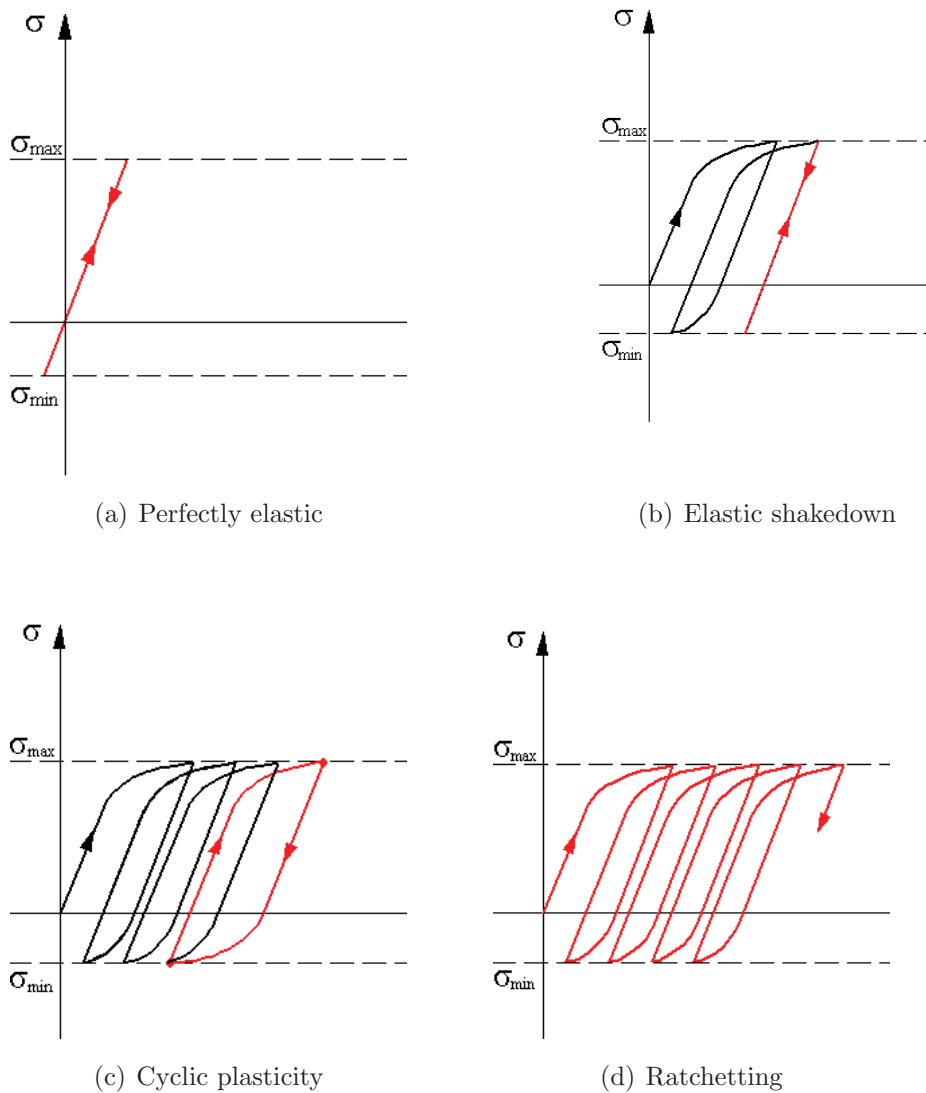 σ
σmax
σmin
(a) Perfectly elastic
σ
σmax
σmin
(b) Elastic shakedown
σ
σmax
σmin
(c) Cyclic plasticity
σ
σmax
σmin
(d) Ratchetting